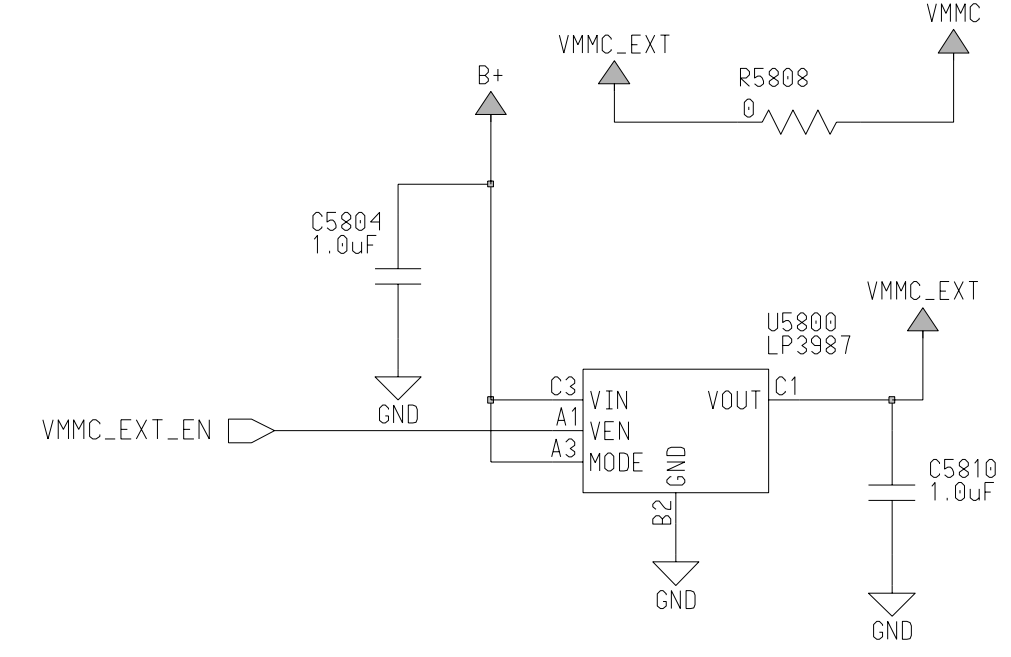 VMMC
VMMC_EXT
R5808
0
B+
C5804
1.0uF
GND
VMMC_EXT
U5800
LP3987
C3
VIN
VOUT
C1
A1
VEN
VMMC_EXT_EN
A3
MODE
GND
B2
GND
C5810
1.0uF
GND